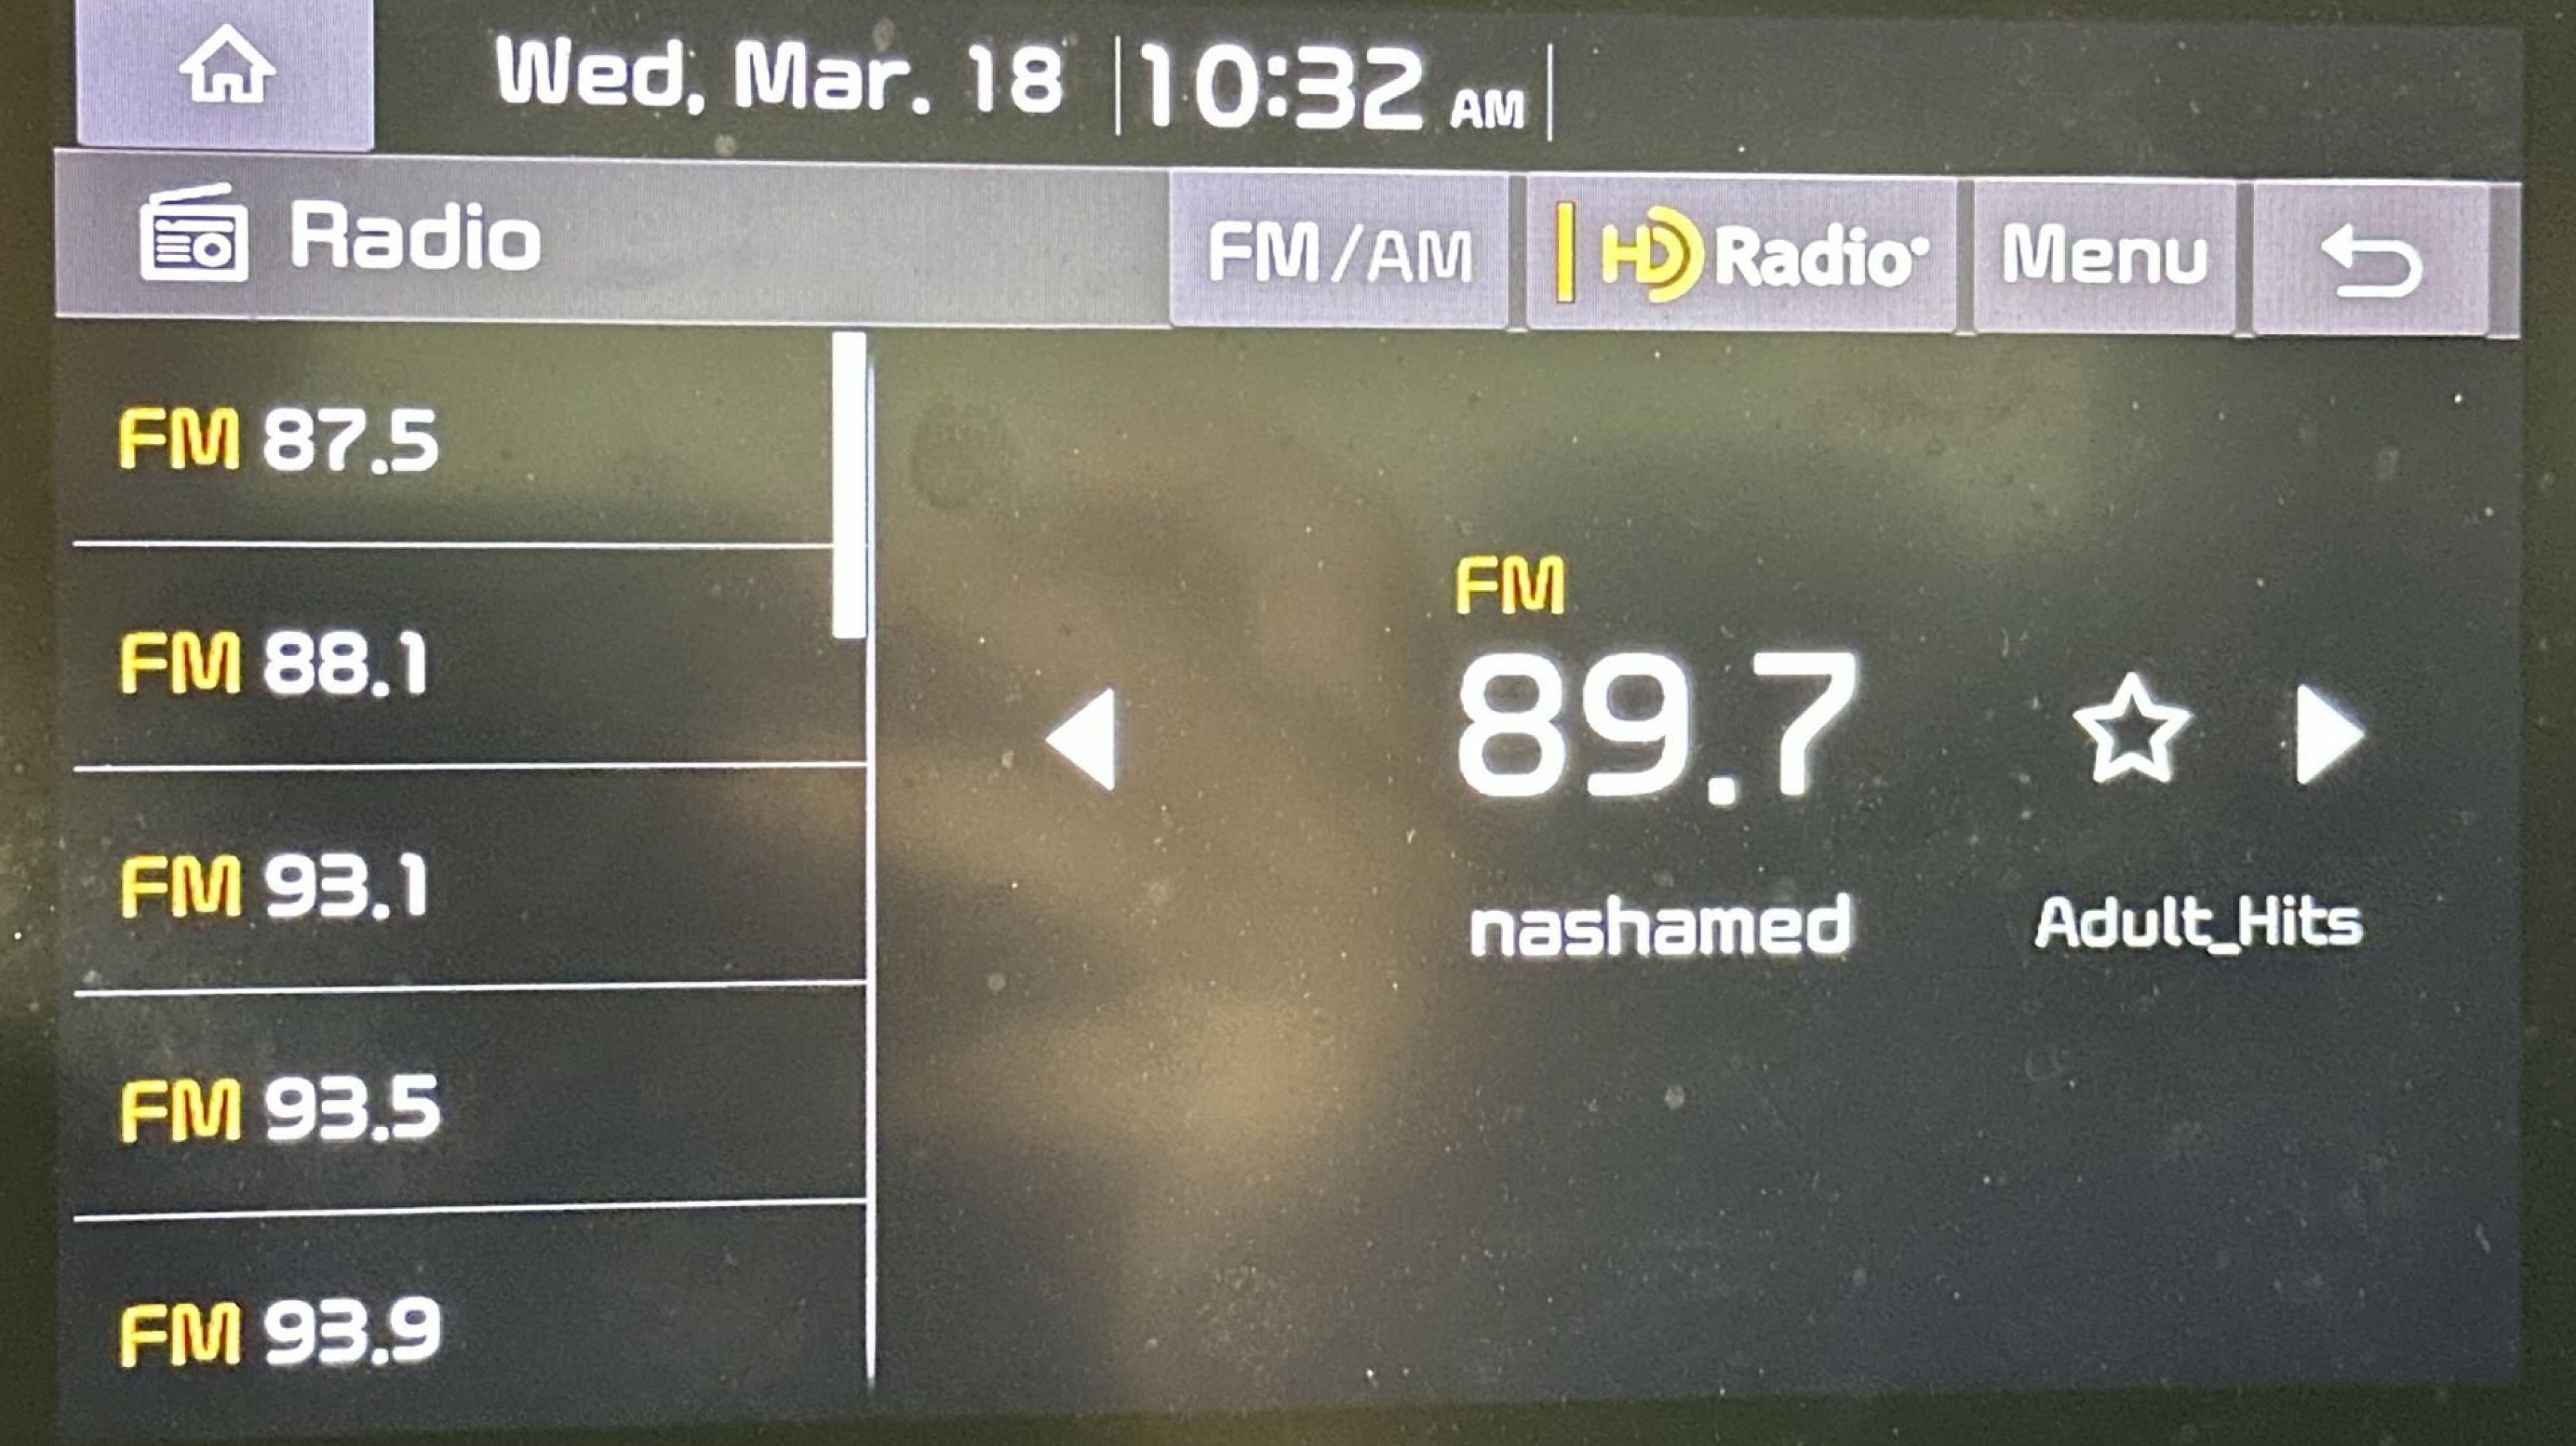 Wed, Mar. 18 10:32 AM
Radio FM/AM HD Radio Menu
FM 87.5
FM 88.1
FM 93.1
FM 93.5
FM 93.9
FM
89.7
nashamed Adult_Hits